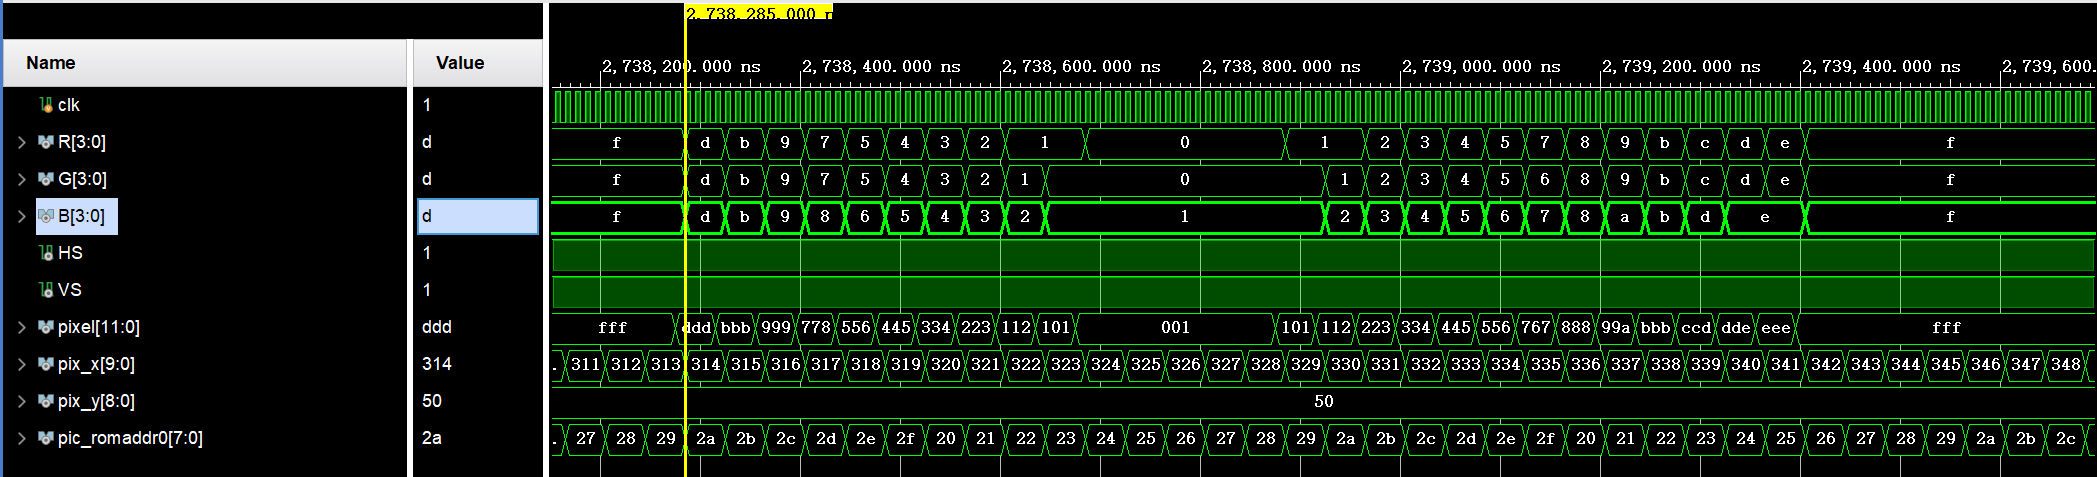 2,738,285.000 n
Name Value
2,738,200.000 ns 2,738,400.000 ns 2,738,600.000 ns 2,738,800.000 ns 2,739,000.000 ns 2,739,200.000 ns 2,739,400.000 ns 2,739,600.
clk 1
R[3:0] d f d b 9 7 5 4 3 2 1 0 1 2 3 4 5 7 8 9 b c d e f
G[3:0] d f d b 9 7 5 4 3 2 1 0 1 2 3 4 5 6 8 9 b c d e f
B[3:0] d f d b 9 8 6 5 4 3 2 1 2 3 4 5 6 7 8 a b d e f
HS 1
VS 1
pixel[11:0] ddd fff ddd bbb 999 778 556 445 334 223 112 101 001 101 112 223 334 445 556 767 888 99a bbb ccd dde eee fff
pix_x[9:0] 314 . 311 312 313 314 315 316 317 318 319 320 321 322 323 324 325 326 327 328 329 330 331 332 333 334 335 336 337 338 339 340 341 342 343 344 345 346 347 348
pix_y[8:0] 50 50
pic_romaddr0[7:0] 2a . 27 28 29 2a 2b 2c 2d 2e 2f 20 21 22 23 24 25 26 27 28 29 2a 2b 2c 2d 2e 2f 20 21 22 23 24 25 26 27 28 29 2a 2b 2c